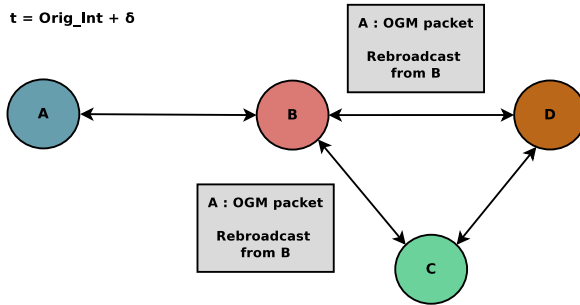 t = Orig_Int + δ
A : OGM packet
Rebroadcast
from B
A
B
D
A : OGM packet
Rebroadcast
from B
C